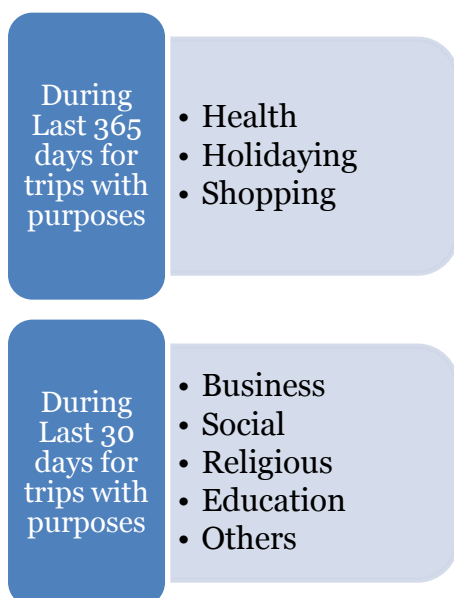 During
Last 365
days for
trips with
purposes
• Health
• Holidaying
• Shopping
During
Last 30
days for
trips with
purposes
• Business
• Social
• Religious
• Education
• Others